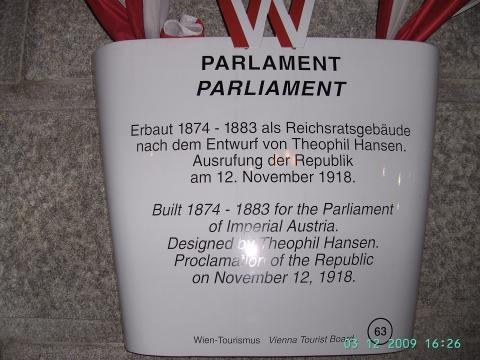 W
PARLAMENT
PARLIAMENT
Erbaut 1874 - 1883 als Reichsratsgebäude
nach dem Entwurf von Theophil Hansen.
Ausrufung der Republik
am 12. November 1918.
Built 1874 - 1883 for the Parliament
of Imperial Austria.
Designed by Theophil Hansen.
Proclamation of the Republic
on November 12, 1918.
Wien-Tourismus Vienna Tourist Board 63
03 12 2009 16:26